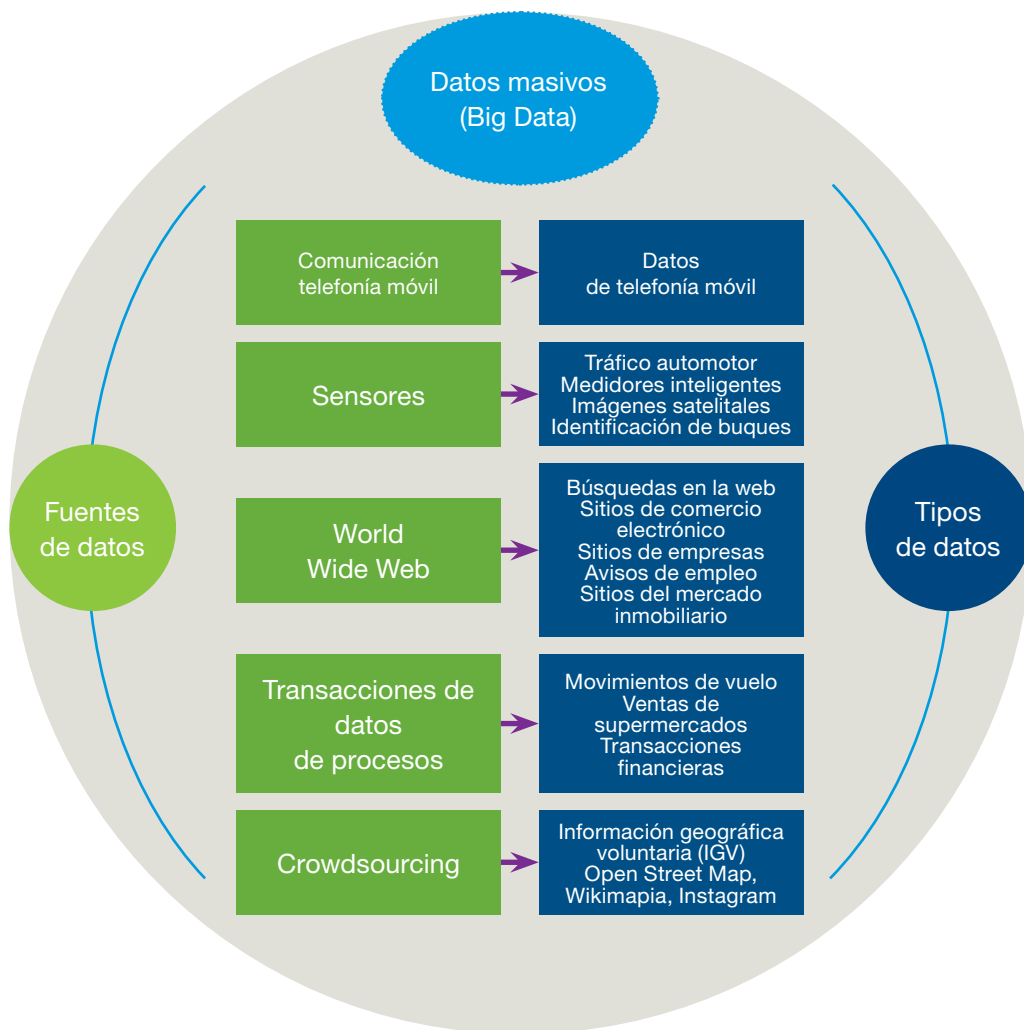 Datos masivos
(Big Data)
Comunicación
telefonía móvil
Datos
de telefonía móvil
Sensores
Tráfico automotor
Medidores inteligentes
Imágenes satelitales
Identificación de buques
Fuentes
de datos
World
Wide Web
Búsquedas en la web
Sitios de comercio
electrónico
Sitios de empresas
Avisos de empleo
Sitios del mercado
inmobiliario
Tipos
de datos
Transacciones de
datos
de procesos
Movimientos de vuelo
Ventas de
supermercados
Transacciones
financieras
Crowdsourcing
Información geográfica
voluntaria (IGV)
Open Street Map,
Wikimapia, Instagram